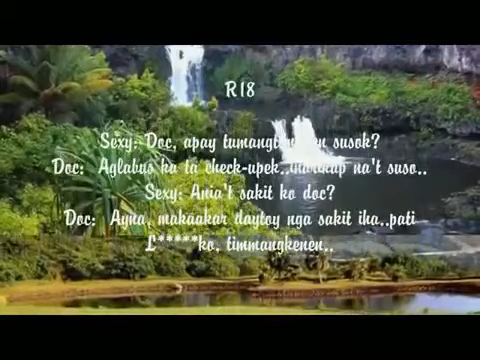 R18
Sexy: Doc, apay susok?
Doc: Aglabus ka ta check-upek.. na't suso..
Sexy: Ania't sakit ko doc?
Doc: Ayna, makaakar daytoy nga sakit iha..pati
L*****ko, timmangkenen..